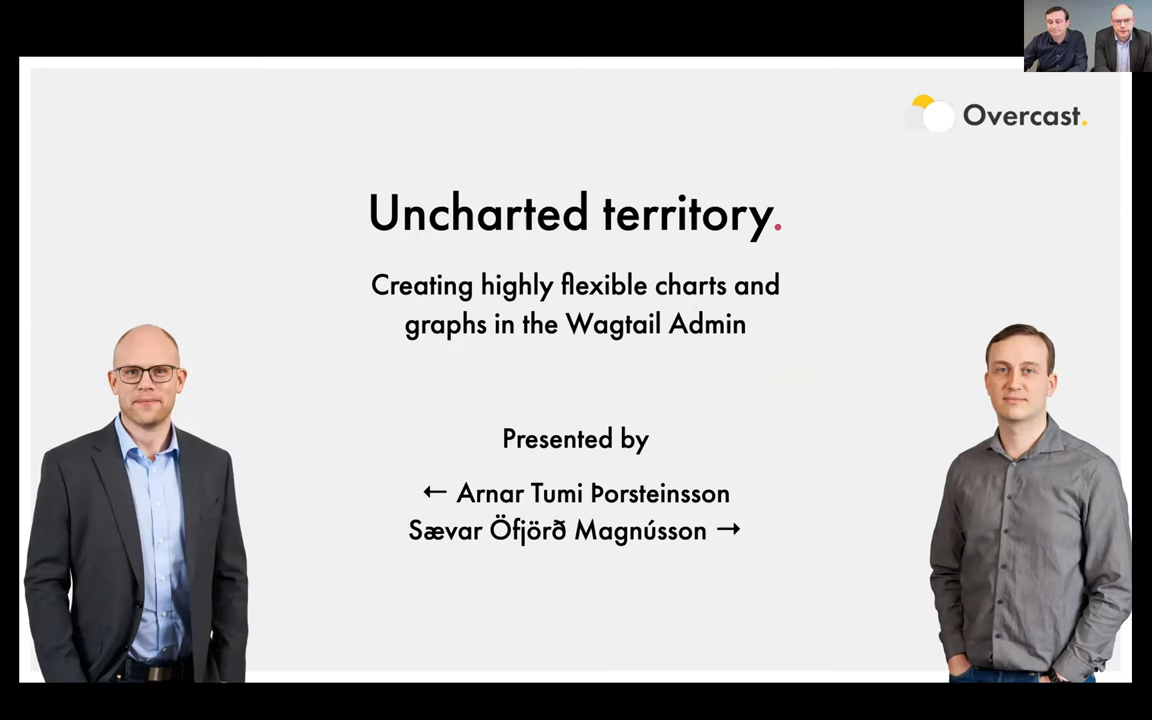 Overcast.
Uncharted territory.
Creating highly flexible charts and
graphs in the Wagtail Admin
Presented by
← Arnar Tumi Þorsteinsson
Sævar Öfjörð Magnússon →